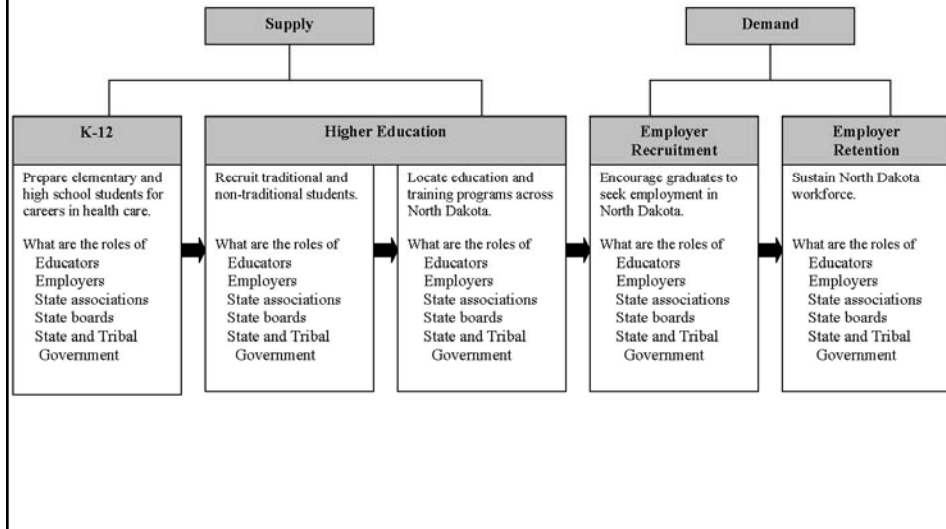 Supply
Demand
K-12
Prepare elementary and
high school students for
careers in health care.
What are the roles of
Educators
Employers
State associations
State boards
State and Tribal
Government
Higher Education
Recruit traditional and
non-traditional students.
What are the roles of
Educators
Employers
State associations
State boards
State and Tribal
Government
Locate education and
training programs across
North Dakota.
What are the roles of
Educators
Employers
State associations
State boards
State and Tribal
Government
Employer
Recruitment
Encourage graduates to
seek employment in
North Dakota.
What are the roles of
Educators
Employers
State associations
State boards
State and Tribal
Government
Employer
Retention
Sustain North Dakota
workforce.
What are the roles of
Educators
Employers
State associations
State boards
State and Tribal
Government